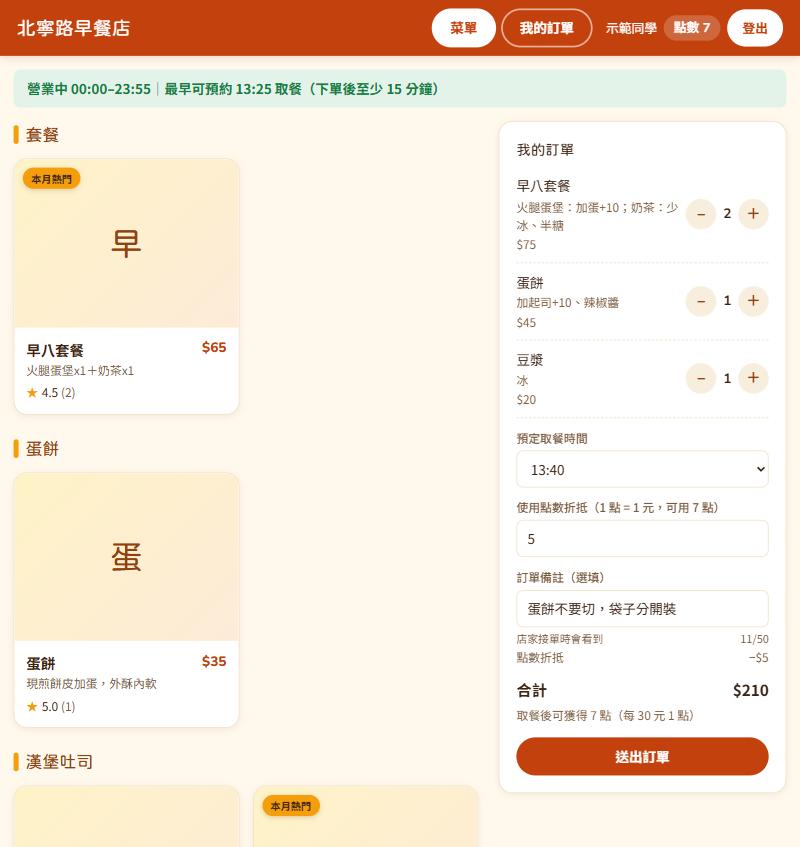 北寧路早餐店
菜單
我的訂單
示範同學
點數 7
登出
營業中 00:00–23:55｜最早可預約 13:25 取餐（下單後至少 15 分鐘）
套餐
本月熱門
早
早八套餐 $65
火腿蛋堡x1＋奶茶x1
★ 4.5 (2)
蛋餅
蛋
蛋餅 $35
現煎餅皮加蛋，外酥內軟
★ 5.0 (1)
漢堡吐司
本月熱門
我的訂單
早八套餐
火腿蛋堡：加蛋+10；奶茶：少
冰、半糖
$75
− 2 +
蛋餅
加起司+10、辣椒醬
$45
− 1 +
豆漿
冰
$20
− 1 +
預定取餐時間
13:40
使用點數折抵（1 點 = 1 元，可用 7 點）
5
訂單備註（選填）
蛋餅不要切，袋子分開裝
店家接單時會看到 11/50
點數折抵 −$5
合計 $210
取餐後可獲得 7 點（每 30 元 1 點）
送出訂單